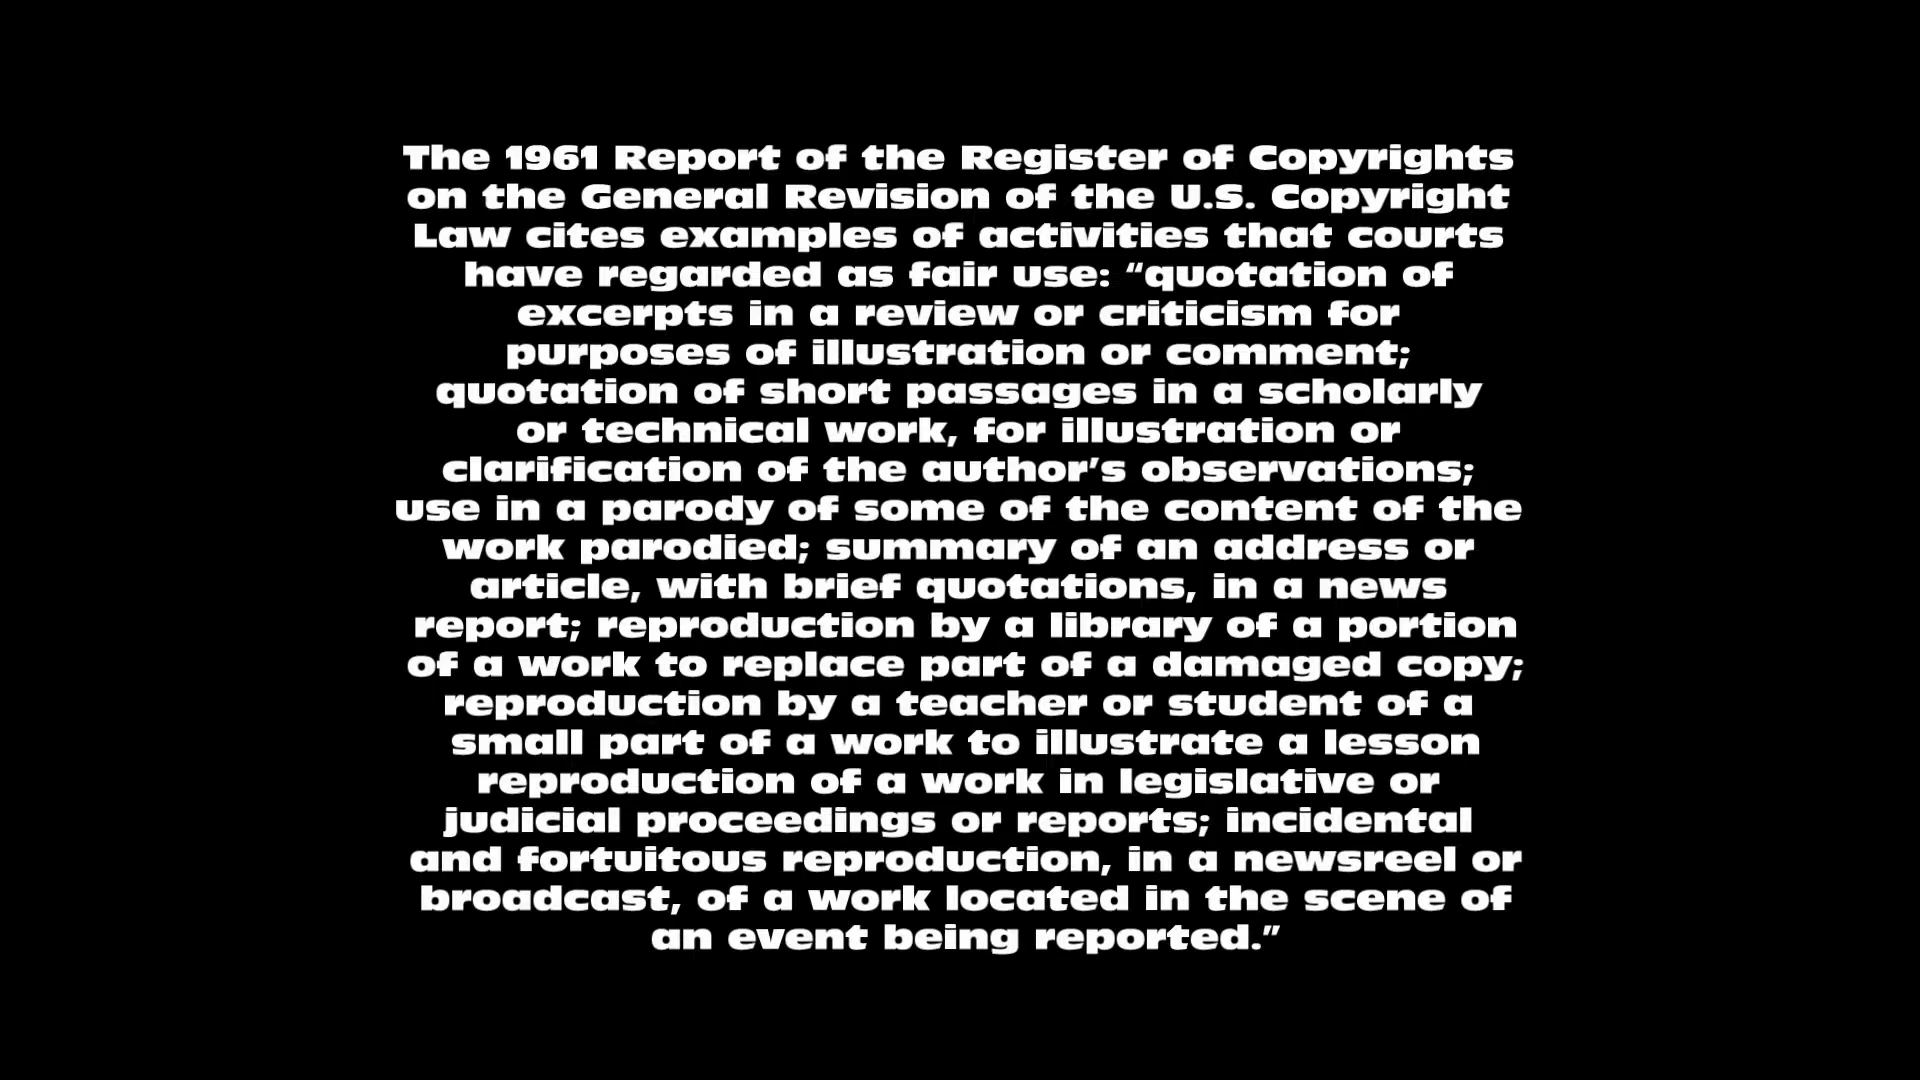 The 1961 Report of the Register of Copyrights
on the General Revision of the U.S. Copyright
Law cites examples of activities that courts
have regarded as fair use: “quotation of
excerpts in a review or criticism for
purposes of illustration or comment;
quotation of short passages in a scholarly
or technical work, for illustration or
clarification of the author’s observations;
use in a parody of some of the content of the
work parodied; summary of an address or
article, with brief quotations, in a news
report; reproduction by a library of a portion
of a work to replace part of a damaged copy;
reproduction by a teacher or student of a
small part of a work to illustrate a lesson
reproduction of a work in legislative or
judicial proceedings or reports; incidental
and fortuitous reproduction, in a newsreel or
broadcast, of a work located in the scene of
an event being reported.”